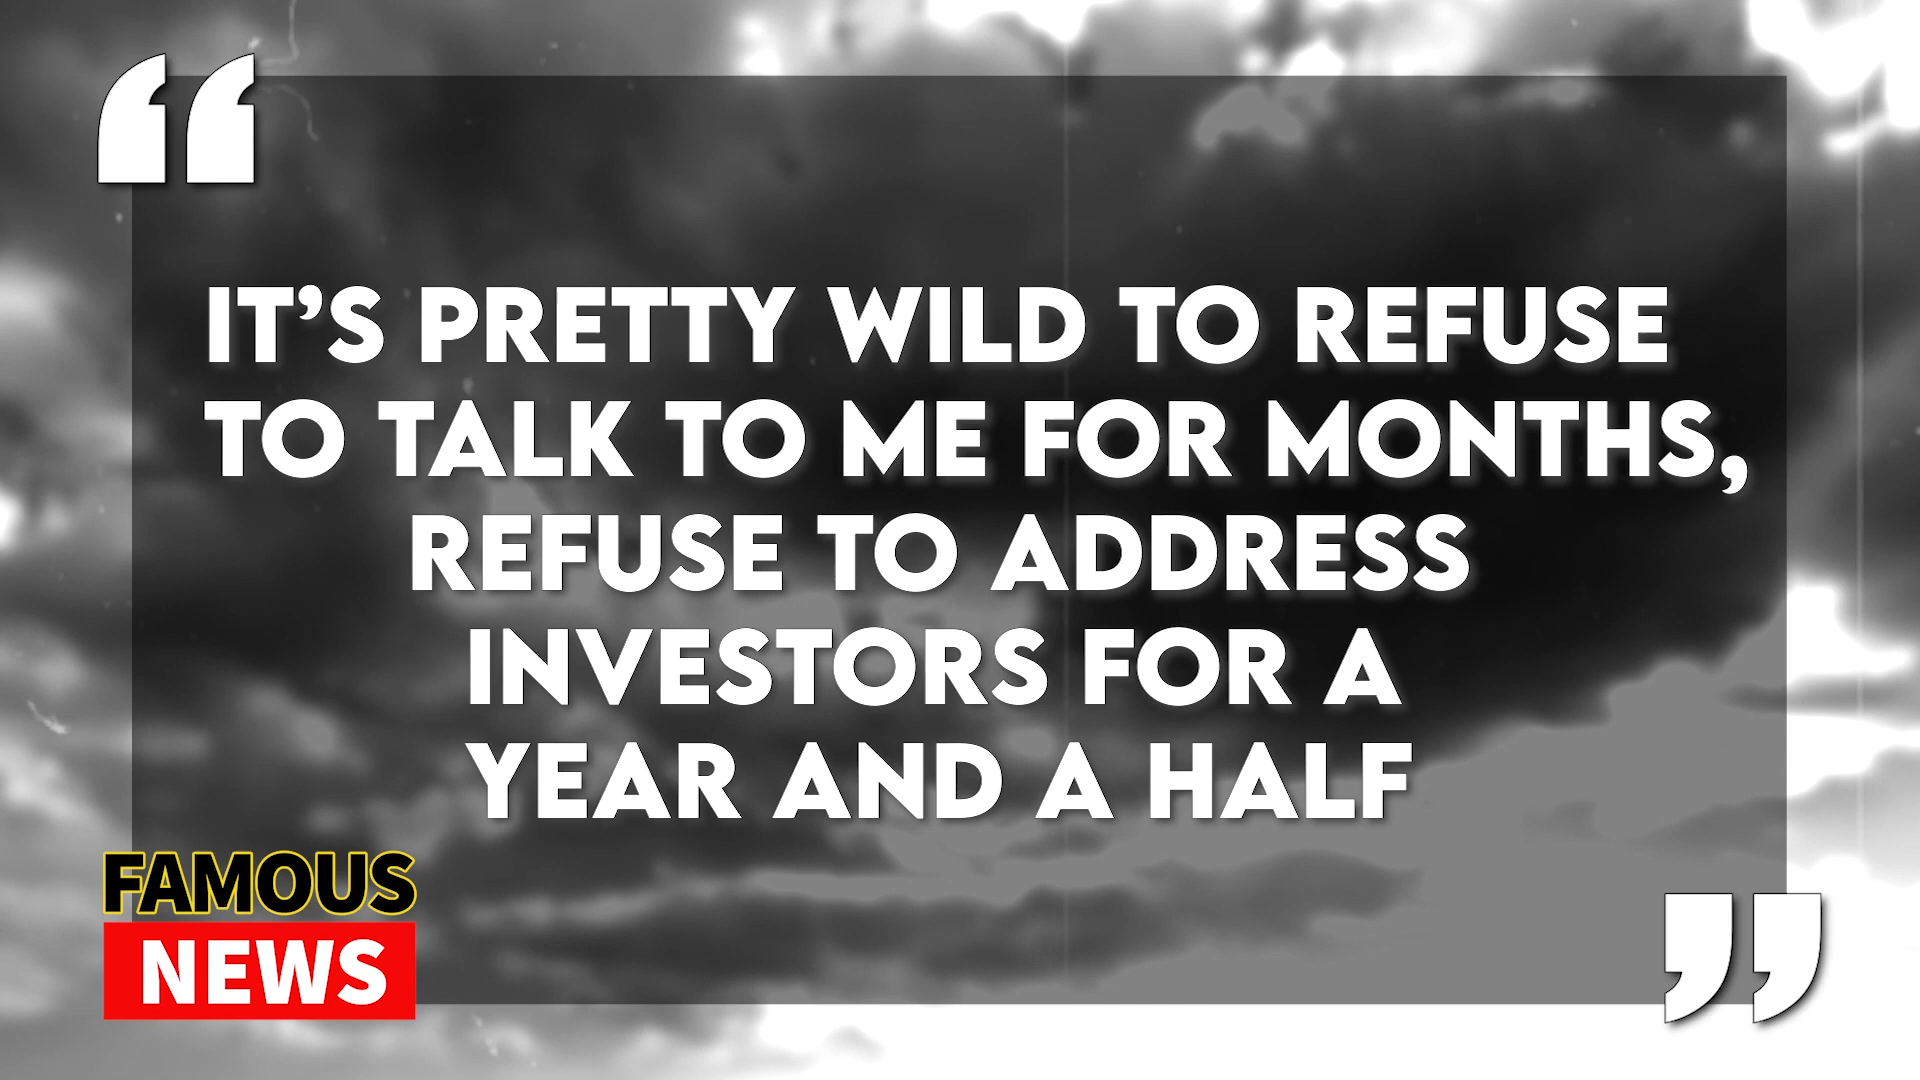 “
IT’S PRETTY WILD TO REFUSE
TO TALK TO ME FOR MONTHS,
REFUSE TO ADDRESS
INVESTORS FOR A
YEAR AND A HALF
”
FAMOUS
NEWS